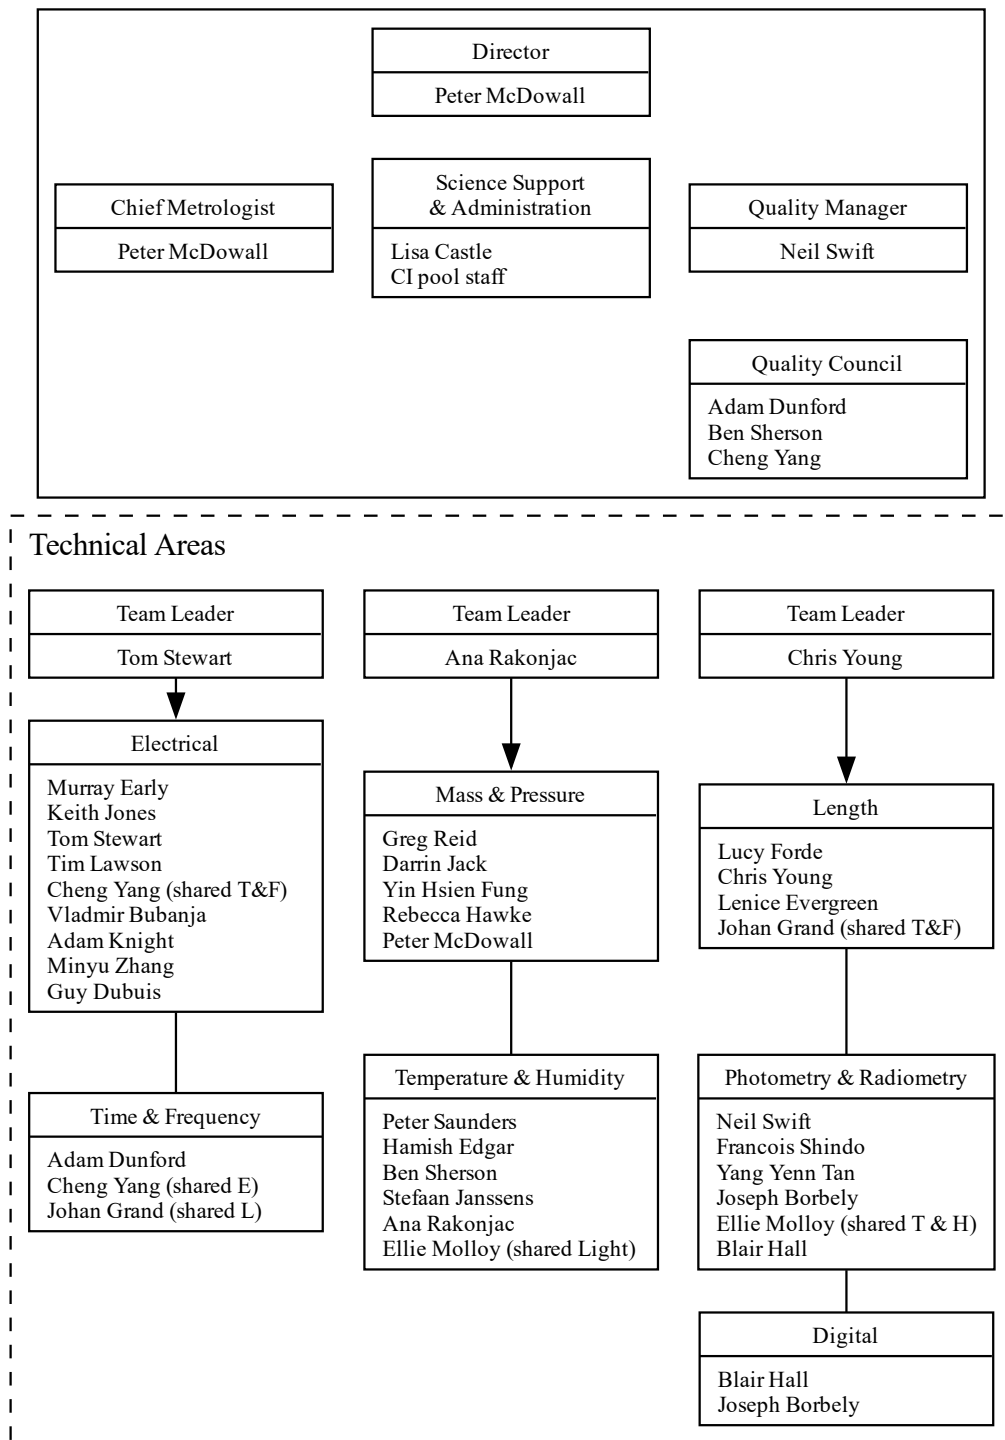 Director
Peter McDowall
Chief Metrologist
Peter McDowall
Science Support
& Administration
Lisa Castle
CI pool staff
Quality Manager
Neil Swift
Quality Council
Adam Dunford
Ben Sherson
Cheng Yang
Technical Areas
Team Leader
Tom Stewart
Electrical
Murray Early
Keith Jones
Tom Stewart
Tim Lawson
Cheng Yang (shared T&F)
Vladmir Bubanja
Adam Knight
Minyu Zhang
Guy Dubuis
Time & Frequency
Adam Dunford
Cheng Yang (shared E)
Johan Grand (shared L)
Team Leader
Ana Rakonjac
Mass & Pressure
Greg Reid
Darrin Jack
Yin Hsien Fung
Rebecca Hawke
Peter McDowall
Temperature & Humidity
Peter Saunders
Hamish Edgar
Ben Sherson
Stefaan Janssens
Ana Rakonjac
Ellie Molloy (shared Light)
Team Leader
Chris Young
Length
Lucy Forde
Chris Young
Lenice Evergreen
Johan Grand (shared T&F)
Photometry & Radiometry
Neil Swift
Francois Shindo
Yang Yenn Tan
Joseph Borbely
Ellie Molloy (shared T & H)
Blair Hall
Digital
Blair Hall
Joseph Borbely